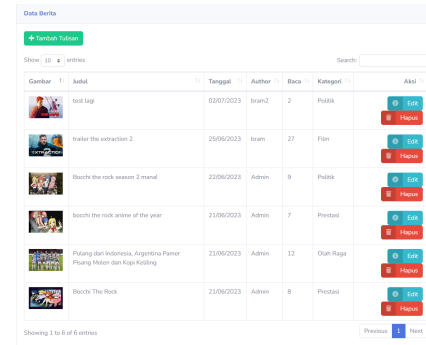 Data Berita
+ Tambah Tulisan
Show 10 entries Search:
Gambar Judul Tanggal Author Baca Kategori Aksi
test lagi 02/07/2023 bram2 2 Politik Edit
Hapus
EXTRACTION trailer the extraction 2 25/06/2023 bram 27 Film Edit
Hapus
Bocchi the rock season 2 manal 22/06/2023 Admin 9 Politik Edit
Hapus
bocchi the rock anime of the year 21/06/2023 Admin 7 Prestasi Edit
Hapus
Pulang dari Indonesia, Argentina Pamer 21/06/2023 Admin 12 Olah Raga Edit
Pisang Molen dan Kopi Keliling Hapus
Bocchi The Rock 21/06/2023 Admin 8 Prestasi Edit
Hapus
Showing 1 to 6 of 6 entries Previous 1 Next